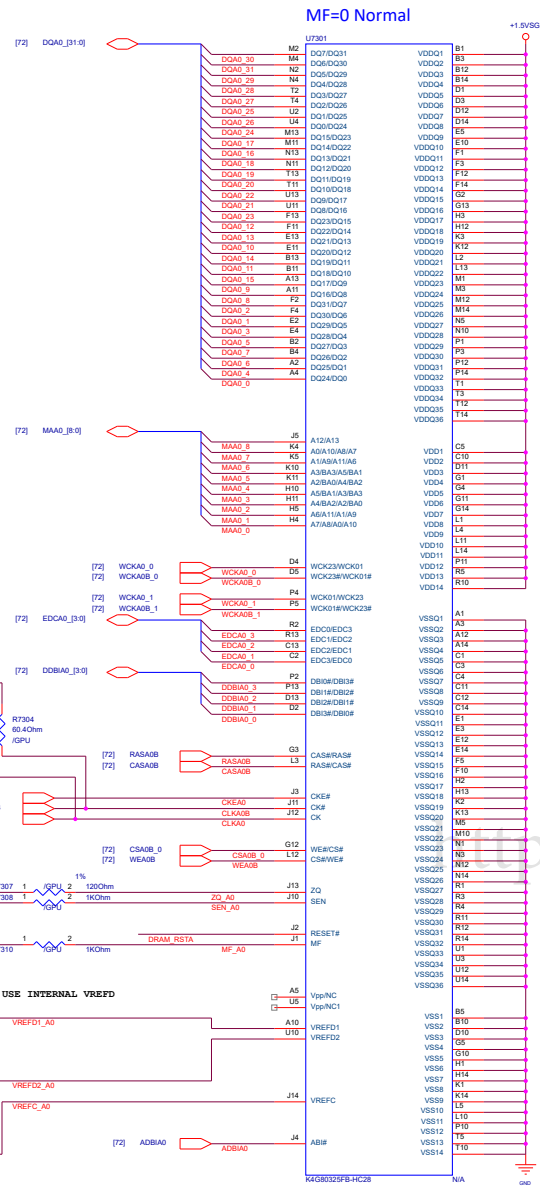 MF=0 Normal
U7301
+1.5VSG
[72] DQA0_[31:0]
DQA0_30 M2 DQ7/DQ31 VDDQ1 B1
DQA0_31 M4 DQ6/DQ30 VDDQ2 B3
DQA0_29 N2 DQ5/DQ29 VDDQ3 B12
DQA0_28 N4 DQ4/DQ28 VDDQ4 B14
DQA0_27 T2 DQ3/DQ27 VDDQ5 D1
DQA0_25 T4 DQ2/DQ26 VDDQ6 D3
DQA0_26 U2 DQ1/DQ25 VDDQ7 D12
DQA0_24 U4 DQ0/DQ24 VDDQ8 D14
DQA0_17 M13 DQ15/DQ23 VDDQ9 E5
DQA0_16 M11 DQ14/DQ22 VDDQ10 E10
DQA0_18 N13 DQ13/DQ21 VDDQ11 F1
DQA0_19 N11 DQ12/DQ20 VDDQ12 F3
DQA0_20 T13 DQ11/DQ19 VDDQ13 F12
DQA0_22 T11 DQ10/DQ18 VDDQ14 F14
DQA0_21 U13 DQ9/DQ17 VDDQ15 G2
DQA0_23 U11 DQ8/DQ16 VDDQ16 G13
DQA0_12 F13 DQ23/DQ15 VDDQ17 H3
DQA0_13 F11 DQ22/DQ14 VDDQ18 H12
DQA0_10 E13 DQ21/DQ13 VDDQ19 K3
DQA0_14 E11 DQ20/DQ12 VDDQ20 K12
DQA0_11 B13 DQ19/DQ11 VDDQ21 L2
DQA0_15 B11 DQ18/DQ10 VDDQ22 L13
DQA0_9 A13 DQ17/DQ9 VDDQ23 M1
DQA0_8 A11 DQ16/DQ8 VDDQ24 M3
DQA0_2 F2 DQ31/DQ7 VDDQ25 M12
DQA0_1 F4 DQ30/DQ6 VDDQ26 M14
DQA0_3 E2 DQ29/DQ5 VDDQ27 N5
DQA0_5 E4 DQ28/DQ4 VDDQ28 N10
DQA0_7 B2 DQ27/DQ3 VDDQ29 P1
DQA0_6 B4 DQ26/DQ2 VDDQ30 P3
DQA0_4 A2 DQ25/DQ1 VDDQ31 P12
DQA0_0 A4 DQ24/DQ0 VDDQ32 P14
VDDQ33 T1
VDDQ34 T3
VDDQ35 T12
VDDQ36 T14
[72] MAA0_[8:0]
MAA0_8 J5 A12/A13 VDD1 C5
MAA0_7 K4 A0/A10/A8/A7 VDD2 C10
MAA0_6 K5 A1/A9/A11/A6 VDD3 D11
MAA0_5 K10 A3/BA3/A5/BA1 VDD4 G1
MAA0_4 K11 A2/BA0/A4/BA2 VDD5 G4
MAA0_3 H10 A5/BA1/A3/BA3 VDD6 G11
MAA0_2 H11 A4/BA2/A2/BA0 VDD7 G14
MAA0_1 H5 A6/A11/A1/A9 VDD8 L1
MAA0_0 H4 A7/A8/A0/A10 VDD9 L4
VDD10 L11
VDD11 L14
[72] WCKA0_0 WCKA0_0 D4 WCK23/WCK01 VDD12 P11
[72] WCKA0B_0 WCKA0B_0 D5 WCK23#/WCK01# VDD13 R5
VDD14 R10
[72] WCKA0_1 WCKA0_1 P4 WCK01/WCK23
[72] WCKA0B_1 WCKA0B_1 P5 WCK01#/WCK23#
[72] EDCA0_[3:0] VSSQ1 A1
EDCA0_3 R2 EDC0/EDC3 VSSQ2 A3
EDCA0_2 R13 EDC1/EDC2 VSSQ3 A12
EDCA0_1 C13 EDC2/EDC1 VSSQ4 A14
EDCA0_0 C2 EDC3/EDC0 VSSQ5 C1
[72] DDBIA0_[3:0] VSSQ6 C3
DDBIA0_3 P2 DBI0#/DBI3# VSSQ7 C4
DDBIA0_2 P13 DBI1#/DBI2# VSSQ8 C11
DDBIA0_1 D13 DBI2#/DBI1# VSSQ9 C12
DDBIA0_0 D2 DBI3#/DBI0# VSSQ10 C14
R7304 VSSQ11 E1
60.4Ohm VSSQ12 E3
/GPU VSSQ13 E12
[72] RASA0B RASA0B G3 CAS#/RAS# VSSQ14 E14
[72] CASA0B CASA0B L3 RAS#/CAS# VSSQ15 F5
VSSQ16 F10
VSSQ17 H2
CKEA0 J3 CKE# VSSQ18 H13
CLKA0B J11 CK# VSSQ19 K2
CLKA0 J12 CK VSSQ20 K13
VSSQ21 M5
VSSQ22 M10
[72] CSA0B_0 CSA0B_0 G12 WE#/CS# VSSQ23 N1
[72] WEA0B WEA0B L12 CS#/WE# VSSQ24 N3
VSSQ25 N12
VSSQ26 N14
http
307 1 /GPU 2 1% 120Ohm ZQ_A0 J13 ZQ VSSQ27 R1
308 1 /GPU 2 1KOhm SEN_A0 J10 SEN VSSQ28 R3
VSSQ29 R4
VSSQ30 R11
DRAM_RSTA J2 RESET# VSSQ31 R12
310 1 /GPU 2 1KOhm MF_A0 J1 MF VSSQ32 R14
VSSQ33 U1
VSSQ34 U3
VSSQ35 U12
VSSQ36 U14
USE INTERNAL VREFD
A5 Vpp/NC
U5 Vpp/NC1
VSS1 B5
VREFD1_A0 A10 VREFD1 VSS2 B10
U10 VREFD2 VSS3 D10
VSS4 G5
VSS5 G10
VSS6 H1
VSS7 H14
VREFD2_A0 VSS8 K1
VREFC_A0 J14 VREFC VSS9 K14
VSS10 L5
VSS11 L10
VSS12 P10
[72] ADBIA0 ADBIA0 J4 ABI# VSS13 T5
VSS14 T10
K4G80325FB-HC28 N/A
GND